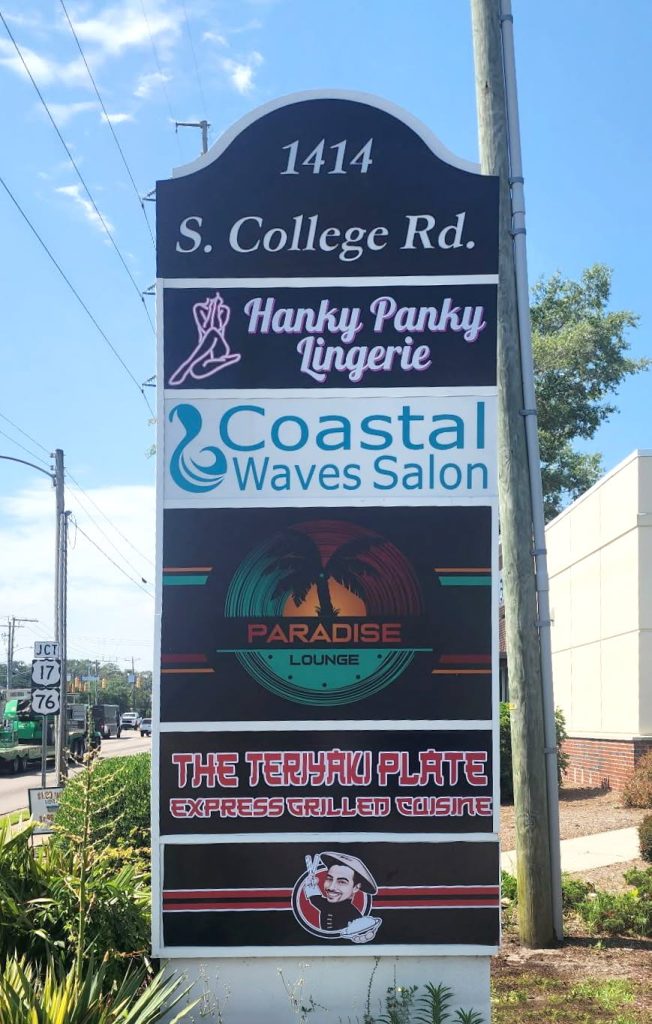 1414
S. College Rd.
Hanky Panky
Lingerie
Coastal
Waves Salon
PARADISE
LOUNGE
THE TERIYAKI PLATE
EXPRESS GRILLED CUISINE
JCT
17
76